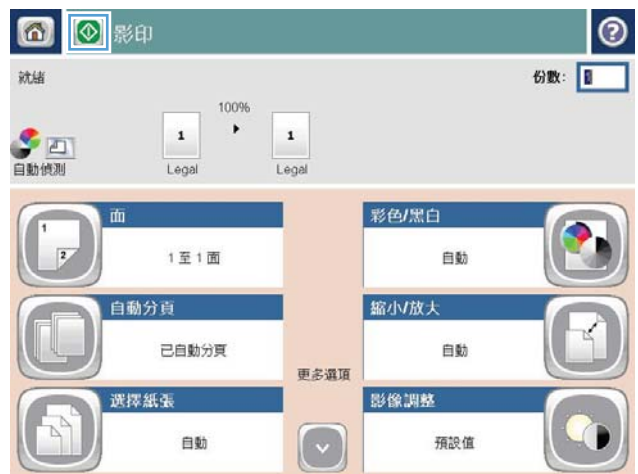 影印
?
就緒
份數: 1
100%
1
1
自動偵測
Legal
Legal
1
2
面
1 至 1 面
彩色/黑白
自動
自動分頁
已自動分頁
縮小/放大
自動
更多選項
選擇紙張
自動
影像調整
預設值